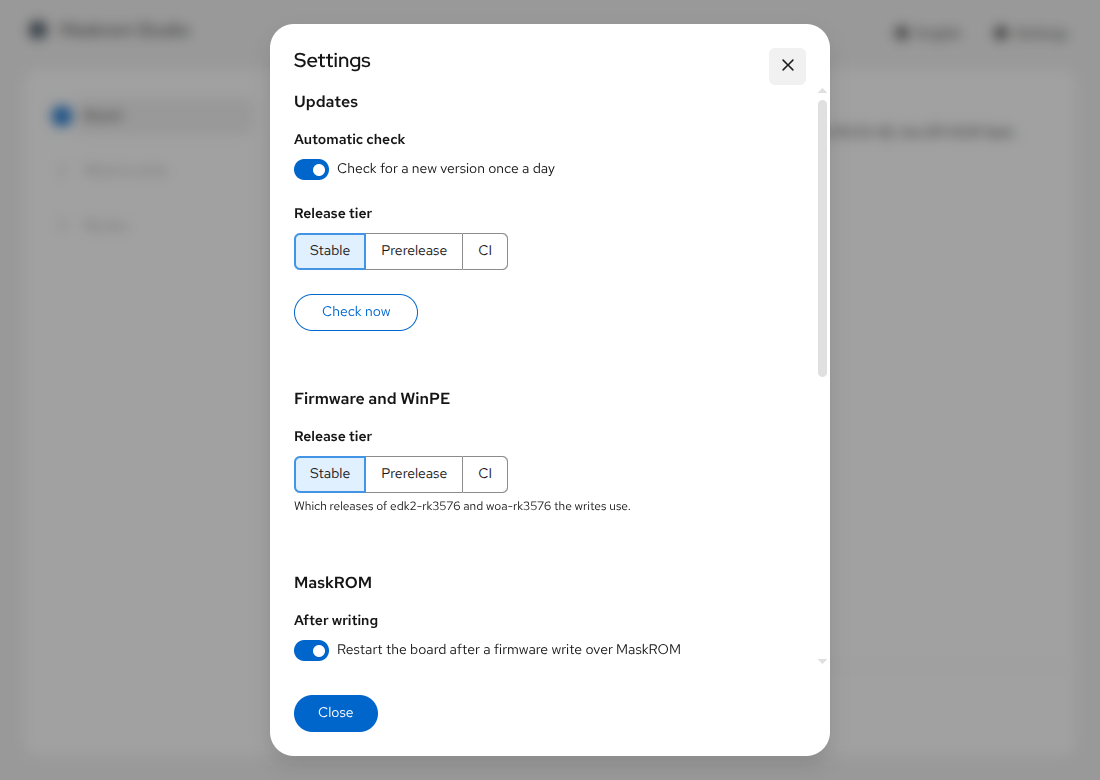 Settings
Updates
Automatic check
Check for a new version once a day
Release tier
Stable
Prerelease
CI
Check now
Firmware and WinPE
Release tier
Stable
Prerelease
CI
Which releases of edk2-rk3576 and woa-rk3576 the writes use.
MaskROM
After writing
Restart the board after a firmware write over MaskROM
Close